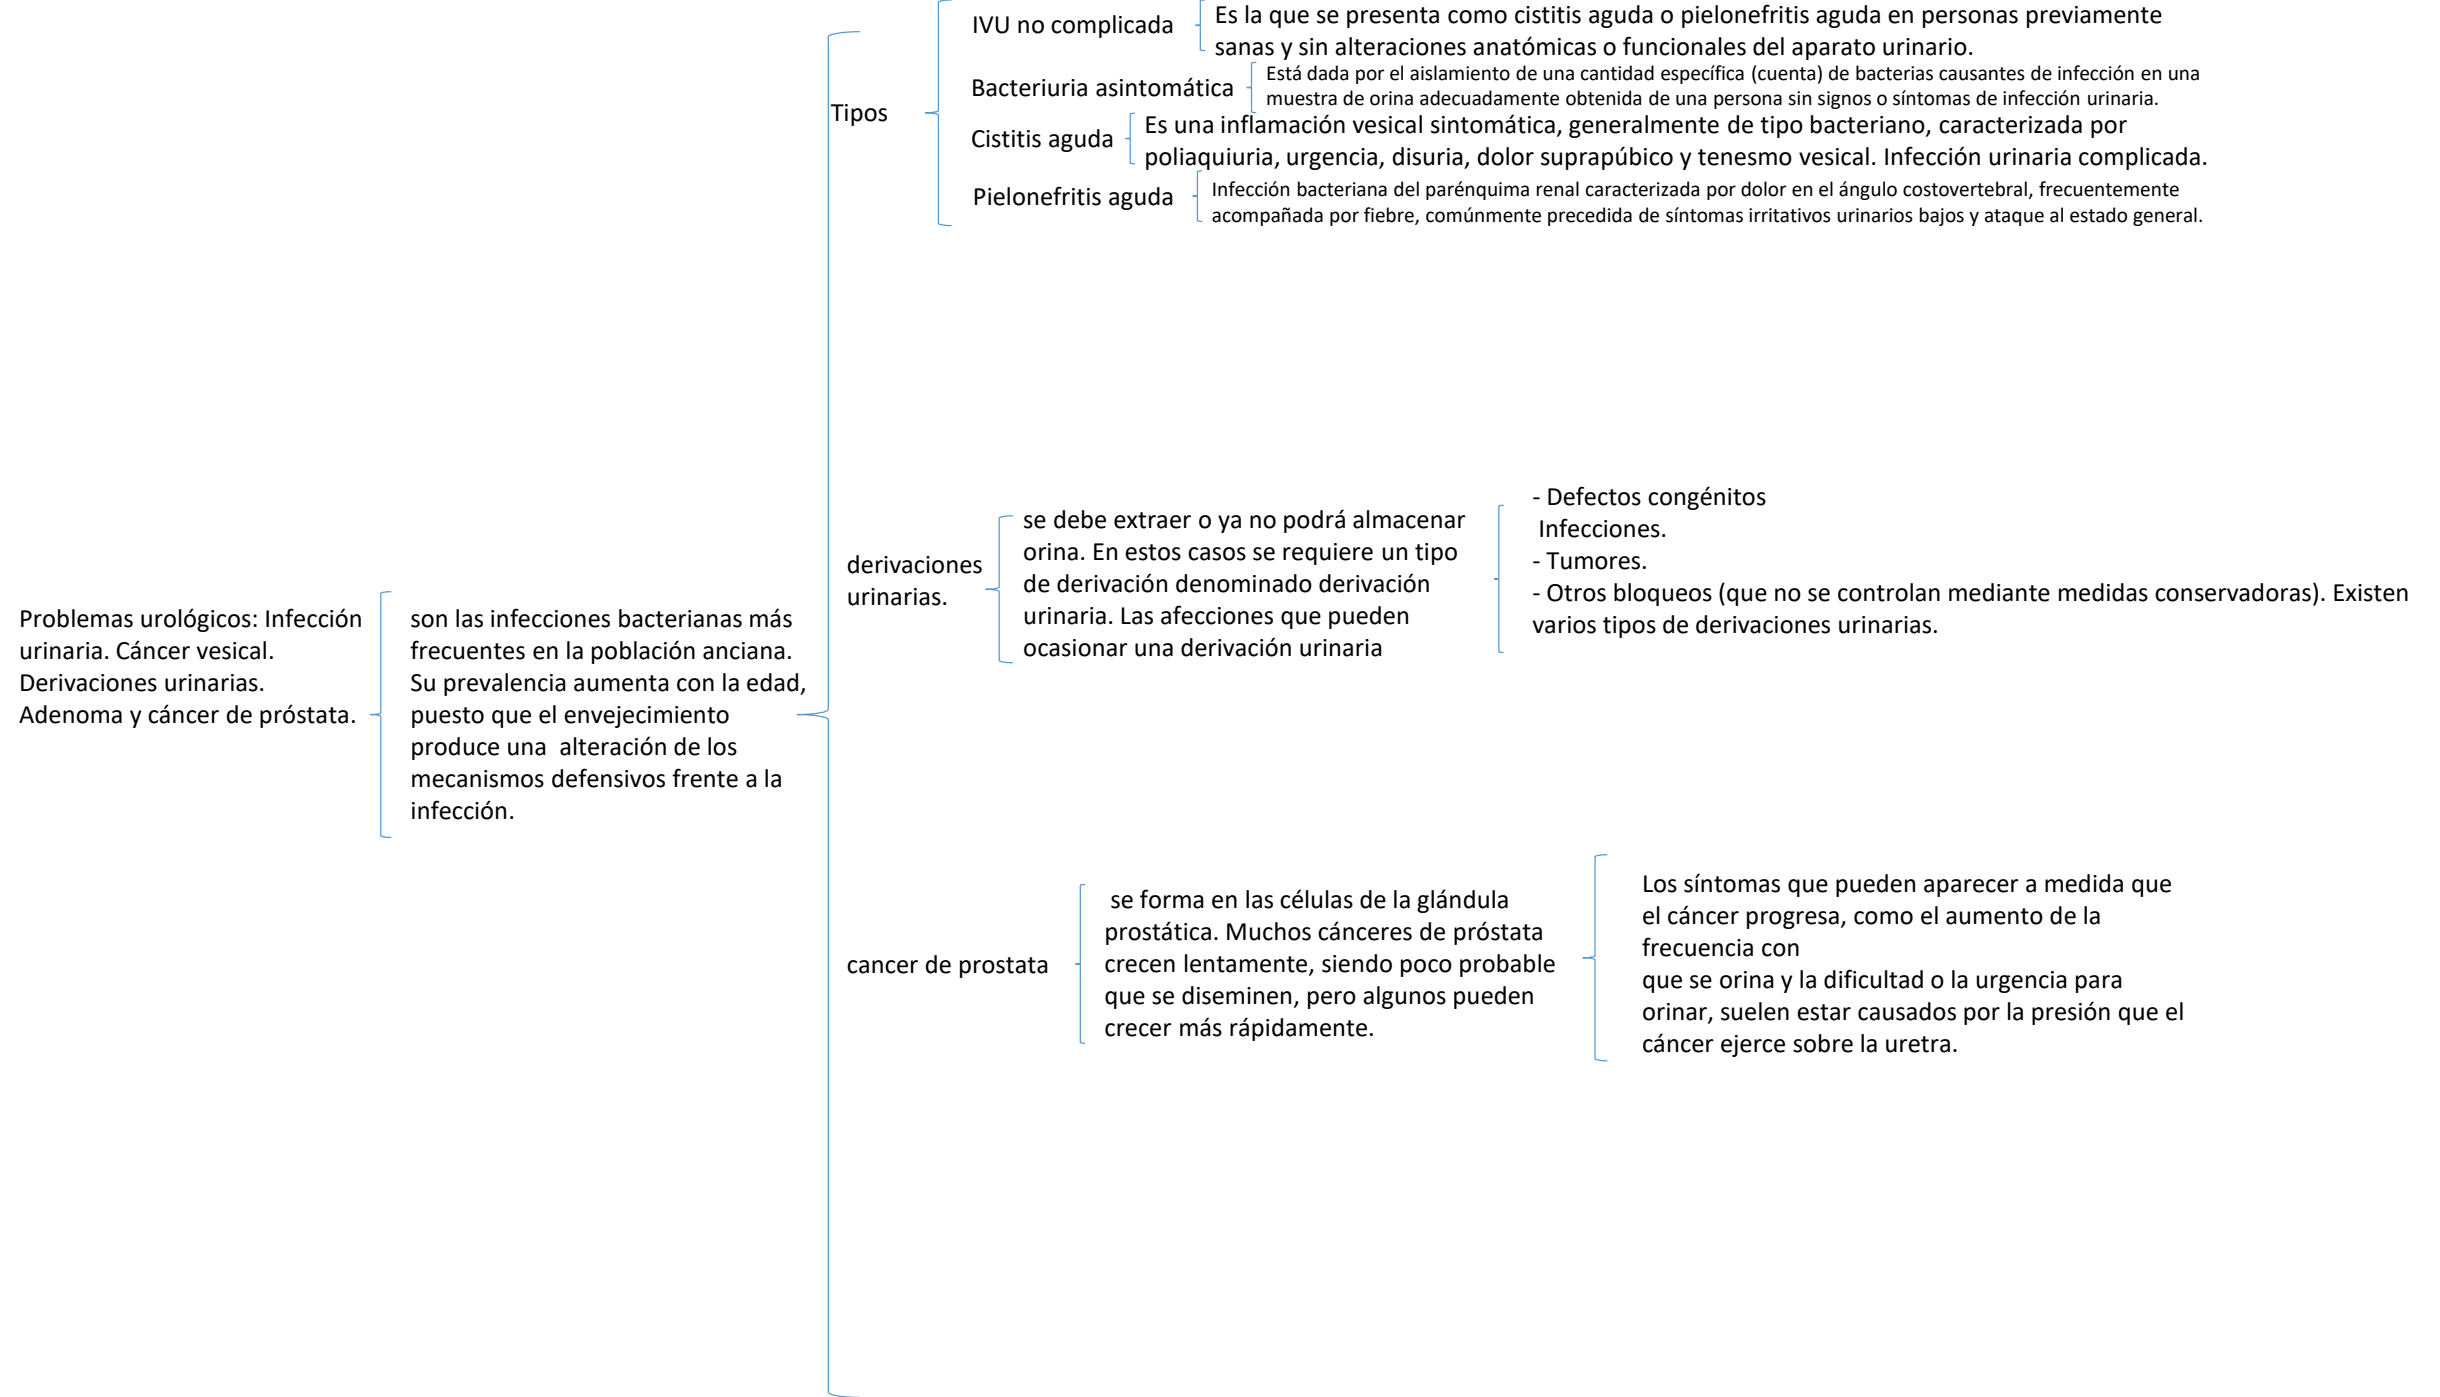 Problemas urológicos: Infección
urinaria. Cáncer vesical.
Derivaciones urinarias.
Adenoma y cáncer de próstata.
son las infecciones bacterianas más
frecuentes en la población anciana.
Su prevalencia aumenta con la edad,
puesto que el envejecimiento
produce una  alteración de los
mecanismos defensivos frente a la
infección.
Tipos
IVU no complicada
Es la que se presenta como cistitis aguda o pielonefritis aguda en personas previamente
sanas y sin alteraciones anatómicas o funcionales del aparato urinario.
Bacteriuria asintomática
Está dada por el aislamiento de una cantidad específica (cuenta) de bacterias causantes de infección en una
muestra de orina adecuadamente obtenida de una persona sin signos o síntomas de infección urinaria.
Cistitis aguda
Es una inflamación vesical sintomática, generalmente de tipo bacteriano, caracterizada por
poliaquiuria, urgencia, disuria, dolor suprapúbico y tenesmo vesical. Infección urinaria complicada.
Pielonefritis aguda
Infección bacteriana del parénquima renal caracterizada por dolor en el ángulo costovertebral, frecuentemente
acompañada por fiebre, comúnmente precedida de síntomas irritativos urinarios bajos y ataque al estado general.
derivaciones
urinarias.
se debe extraer o ya no podrá almacenar
orina. En estos casos se requiere un tipo
de derivación denominado derivación
urinaria. Las afecciones que pueden
ocasionar una derivación urinaria
- Defectos congénitos
Infecciones.
- Tumores.
- Otros bloqueos (que no se controlan mediante medidas conservadoras). Existen
varios tipos de derivaciones urinarias.
cancer de prostata
se forma en las células de la glándula
prostática. Muchos cánceres de próstata
crecen lentamente, siendo poco probable
que se diseminen, pero algunos pueden
crecer más rápidamente.
Los síntomas que pueden aparecer a medida que
el cáncer progresa, como el aumento de la
frecuencia con
que se orina y la dificultad o la urgencia para
orinar, suelen estar causados por la presión que el
cáncer ejerce sobre la uretra.